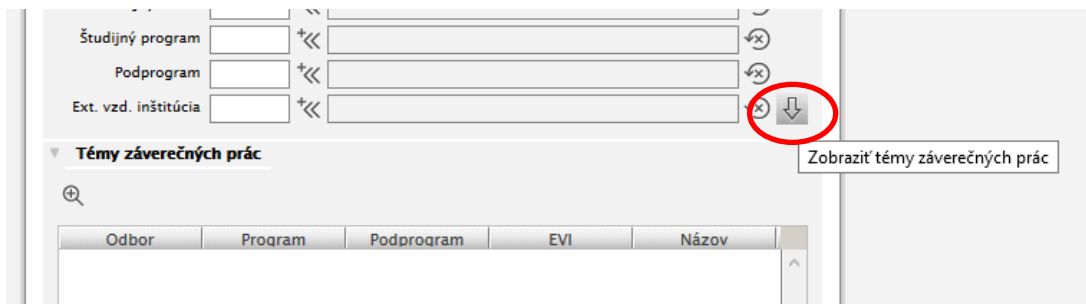 Študijný program
Podprogram
Ext. vzd. inštitúcia
Témy záverečných prác
Zobraziť témy záverečných prác
Odbor Program Podprogram EVI Názov